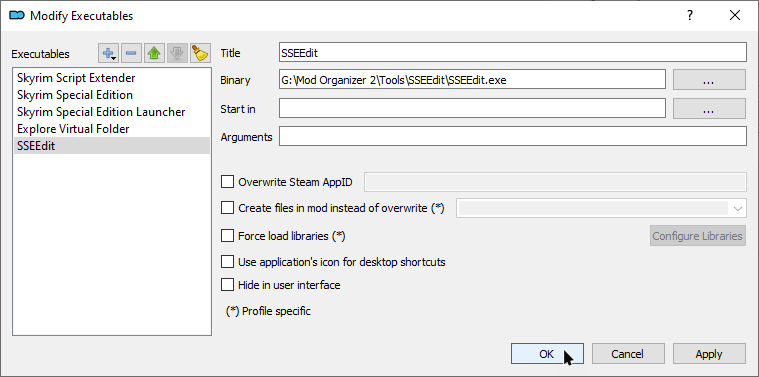 Modify Executables
?
Executables
Skyrim Script Extender
Skyrim Special Edition
Skyrim Special Edition Launcher
Explore Virtual Folder
SSEEdit
Title SSEEdit
Binary G:\Mod Organizer 2\Tools\SSEEdit\SSEEdit.exe ...
Start in ...
Arguments
Overwrite Steam AppID
Create files in mod instead of overwrite (*)
Force load libraries (*) Configure Libraries
Use application's icon for desktop shortcuts
Hide in user interface
(*) Profile specific
OK Cancel Apply